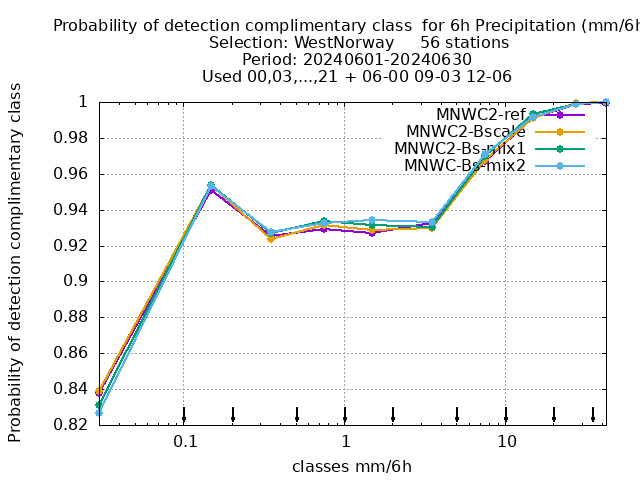 Probability of detection complimentary class  for 6h Precipitation (mm/6h
Selection: WestNorway     56 stations
Period: 20240601-20240630
Used 00,03,...,21 + 06-00 09-03 12-06
Probability of detection complimentary class
1
0.98
0.96
0.94
0.92
0.9
0.88
0.86
0.84
0.82
MNWC2-ref
MNWC2-Bscale
MNWC2-Bs-mix1
MNWC-Bs-mix2
0.1
1
10
classes mm/6h